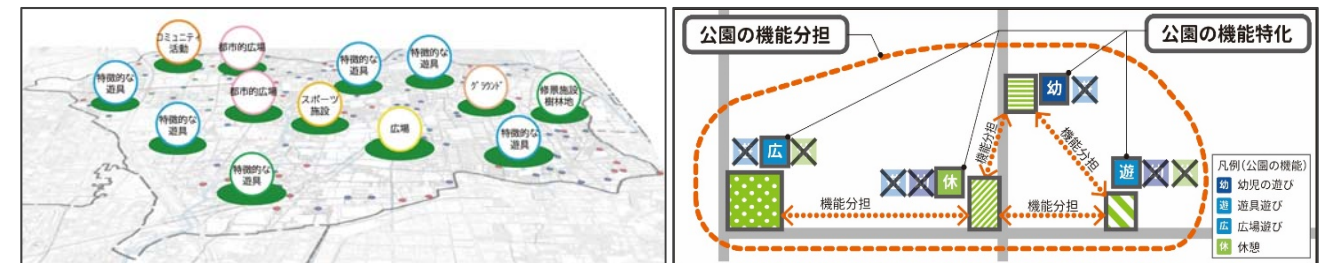 コミュニティ
活動
都市的広場
特徴的な
遊具
特徴的な
遊具
特徴的な
遊具
都市的広場
スポーツ
施設
グラウンド
修景施設
樹林地
特徴的な
遊具
広場
特徴的な
遊具
特徴的な
遊具
公園の機能分担
公園の機能特化
幼
広
休
遊
機能分担
機能分担
機能分担
機能分担
凡例(公園の機能)
幼 幼児の遊び
遊 遊具遊び
広 広場遊び
休 休憩